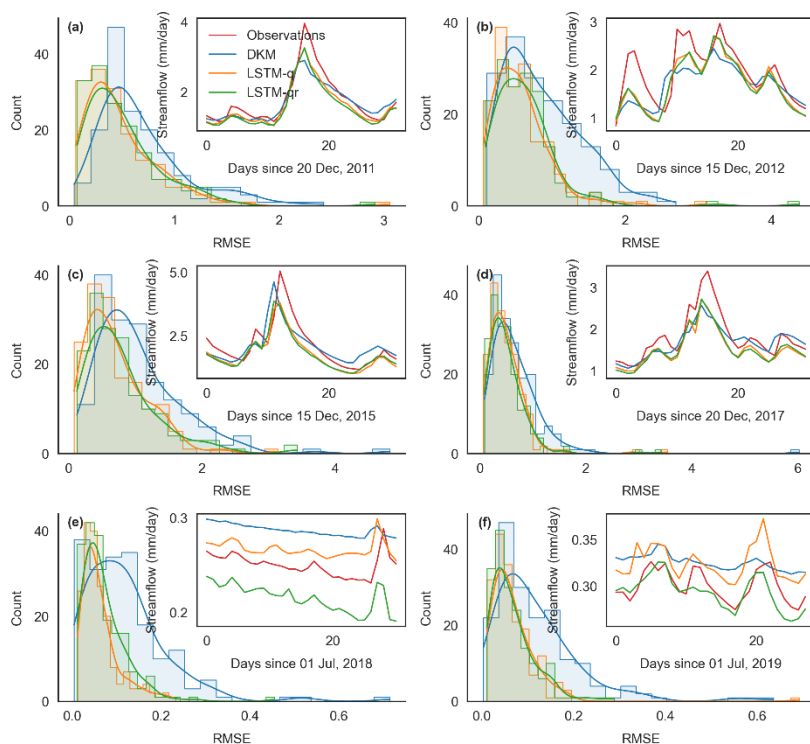 (a)
Count
40
20
0
0
1
2
3
RMSE
Streamflow (mm/day)
4
2
0
20
Days since 20 Dec, 2011
Observations
DKM
LSTM-q
LSTM-qr
(b)
Count
40
20
0
0
2
4
RMSE
Streamflow (mm/day)
3
2
1
0
20
Days since 15 Dec, 2012
(c)
Count
40
20
0
0
2
4
RMSE
Streamflow (mm/day)
5.0
2.5
0
20
Days since 15 Dec, 2015
(d)
Count
40
20
0
0
2
4
6
RMSE
Streamflow (mm/day)
3
2
1
0
20
Days since 20 Dec, 2017
(e)
Count
40
20
0
0.0
0.2
0.4
0.6
RMSE
Streamflow (mm/day)
0.3
0.2
0
20
Days since 01 Jul, 2018
(f)
Count
40
20
0
0.0
0.2
0.4
0.6
RMSE
Streamflow (mm/day)
0.35
0.30
0
20
Days since 01 Jul, 2019